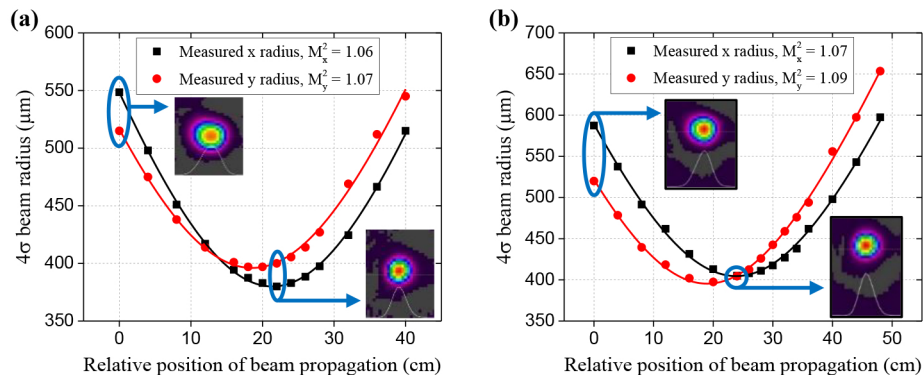 (a)
600
550
500
450
400
350
4σ beam radius (μm)
Measured x radius, M²x = 1.06
Measured y radius, M²y = 1.07
0 10 20 30 40
Relative position of beam propagation (cm)
(b)
700
650
600
550
500
450
400
350
4σ beam radius (μm)
Measured x radius, M²x = 1.07
Measured y radius, M²y = 1.09
0 10 20 30 40 50
Relative position of beam propagation (cm)